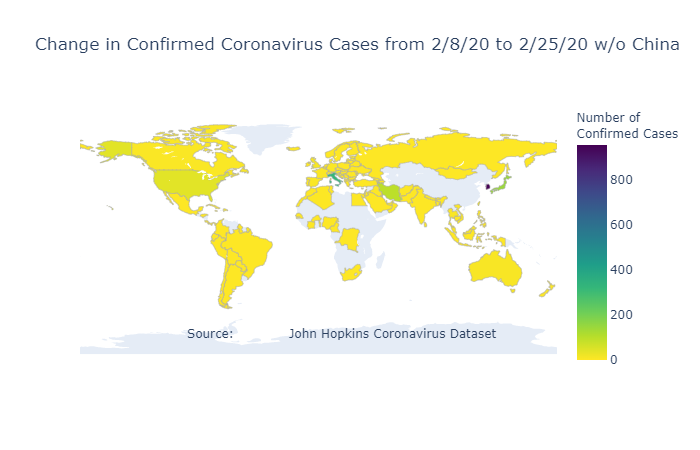 Change in Confirmed Coronavirus Cases from 2/8/20 to 2/25/20 w/o China
Number of
Confirmed Cases
800
600
400
200
0
Source: John Hopkins Coronavirus Dataset